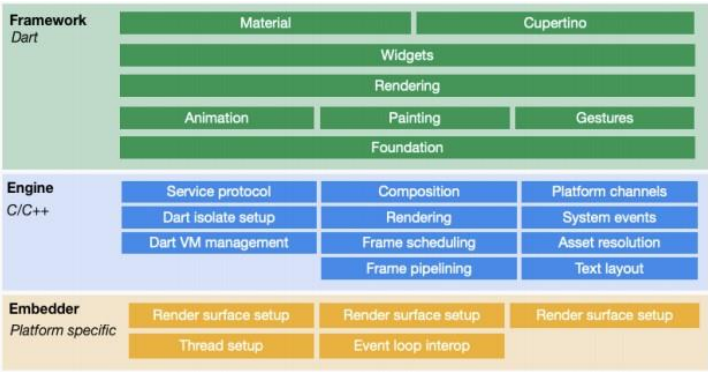 Framework
Dart
Material Cupertino
Widgets
Rendering
Animation Painting Gestures
Foundation
Engine
C/C++
Service protocol Composition Platform channels
Dart isolate setup Rendering System events
Dart VM management Frame scheduling Asset resolution
Frame pipelining Text layout
Embedder
Platform specific
Render surface setup Render surface setup Render surface setup
Thread setup Event loop interop